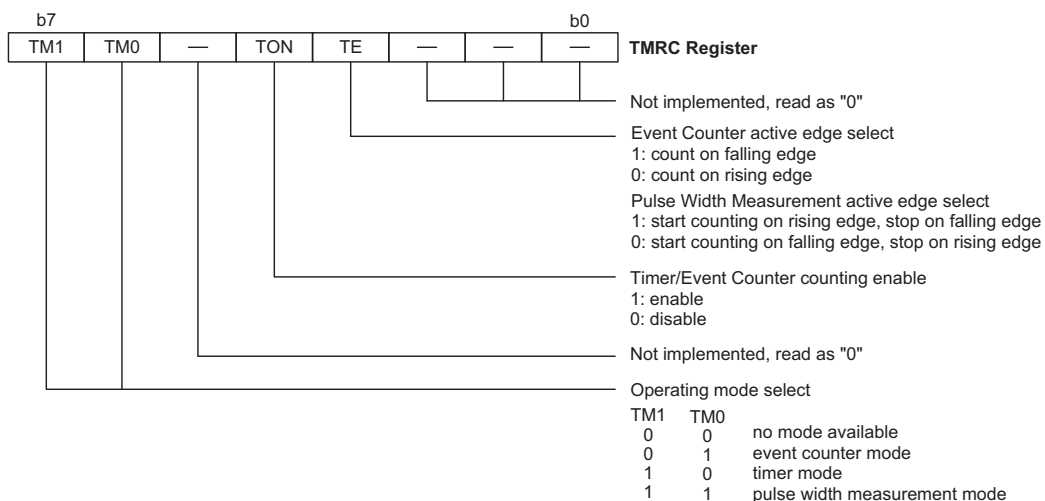 b7 b0
TM1 TM0 — TON TE — — — TMRC Register
Not implemented, read as "0"
Event Counter active edge select
1: count on falling edge
0: count on rising edge
Pulse Width Measurement active edge select
1: start counting on rising edge, stop on falling edge
0: start counting on falling edge, stop on rising edge
Timer/Event Counter counting enable
1: enable
0: disable
Not implemented, read as "0"
Operating mode select
TM1 TM0
0 0 no mode available
0 1 event counter mode
1 0 timer mode
1 1 pulse width measurement mode